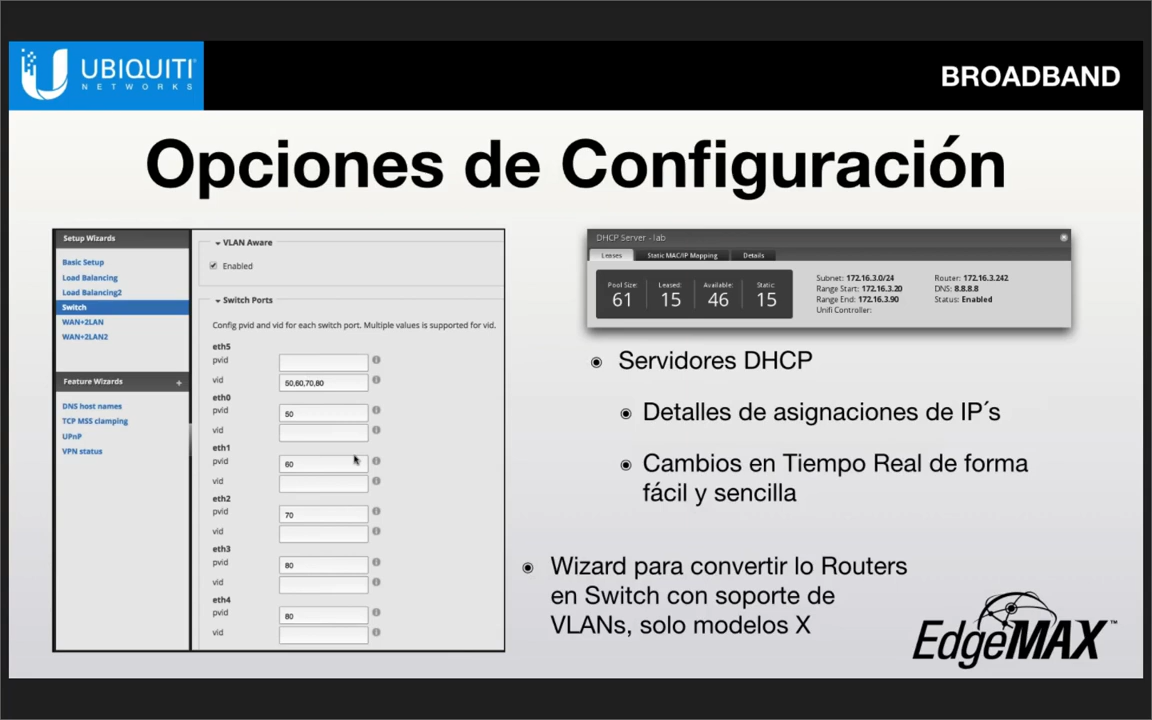 UBIQUITI
NETWORKS
BROADBAND
Opciones de Configuración
Setup Wizards
Basic Setup
Load Balancing
Load Balancing2
Switch
WAN+2LAN
WAN+2LAN2
Feature Wizards +
DNS host names
TCP MSS clamping
UPnP
VPN status
VLAN Aware
Enabled
Switch Ports
Config pvid and vid for each switch port. Multiple values is supported for vid.
eth5
pvid
vid 50,60,70,80
eth0
pvid 50
vid
eth1
pvid 60
vid
eth2
pvid 70
vid
eth3
pvid 80
vid
eth4
pvid 80
vid
DHCP Server - lab
Leases Static MAC/IP Mapping Details
Pool Size: Leased: Available: Static:
61 15 46 15
Subnet: 172.16.3.0/24
Range Start: 172.16.3.20
Range End: 172.16.3.90
Unifi Controller:
Router: 172.16.3.242
DNS: 8.8.8.8
Status: Enabled
Servidores DHCP
Detalles de asignaciones de IP´s
Cambios en Tiempo Real de forma
fácil y sencilla
Wizard para convertir lo Routers
en Switch con soporte de
VLANs, solo modelos X
EdgeMAX™